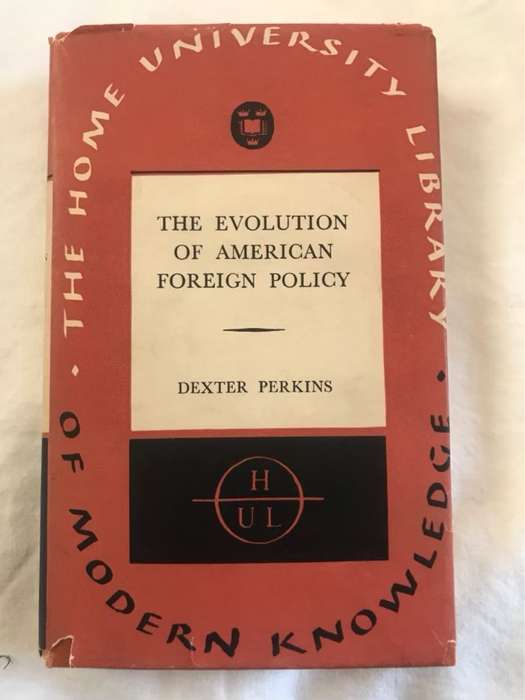 THE HOME UNIVERSITY LIBRARY
THE EVOLUTION
OF AMERICAN
FOREIGN POLICY
DEXTER PERKINS
H
UL
OF MODERN KNOWLEDGE